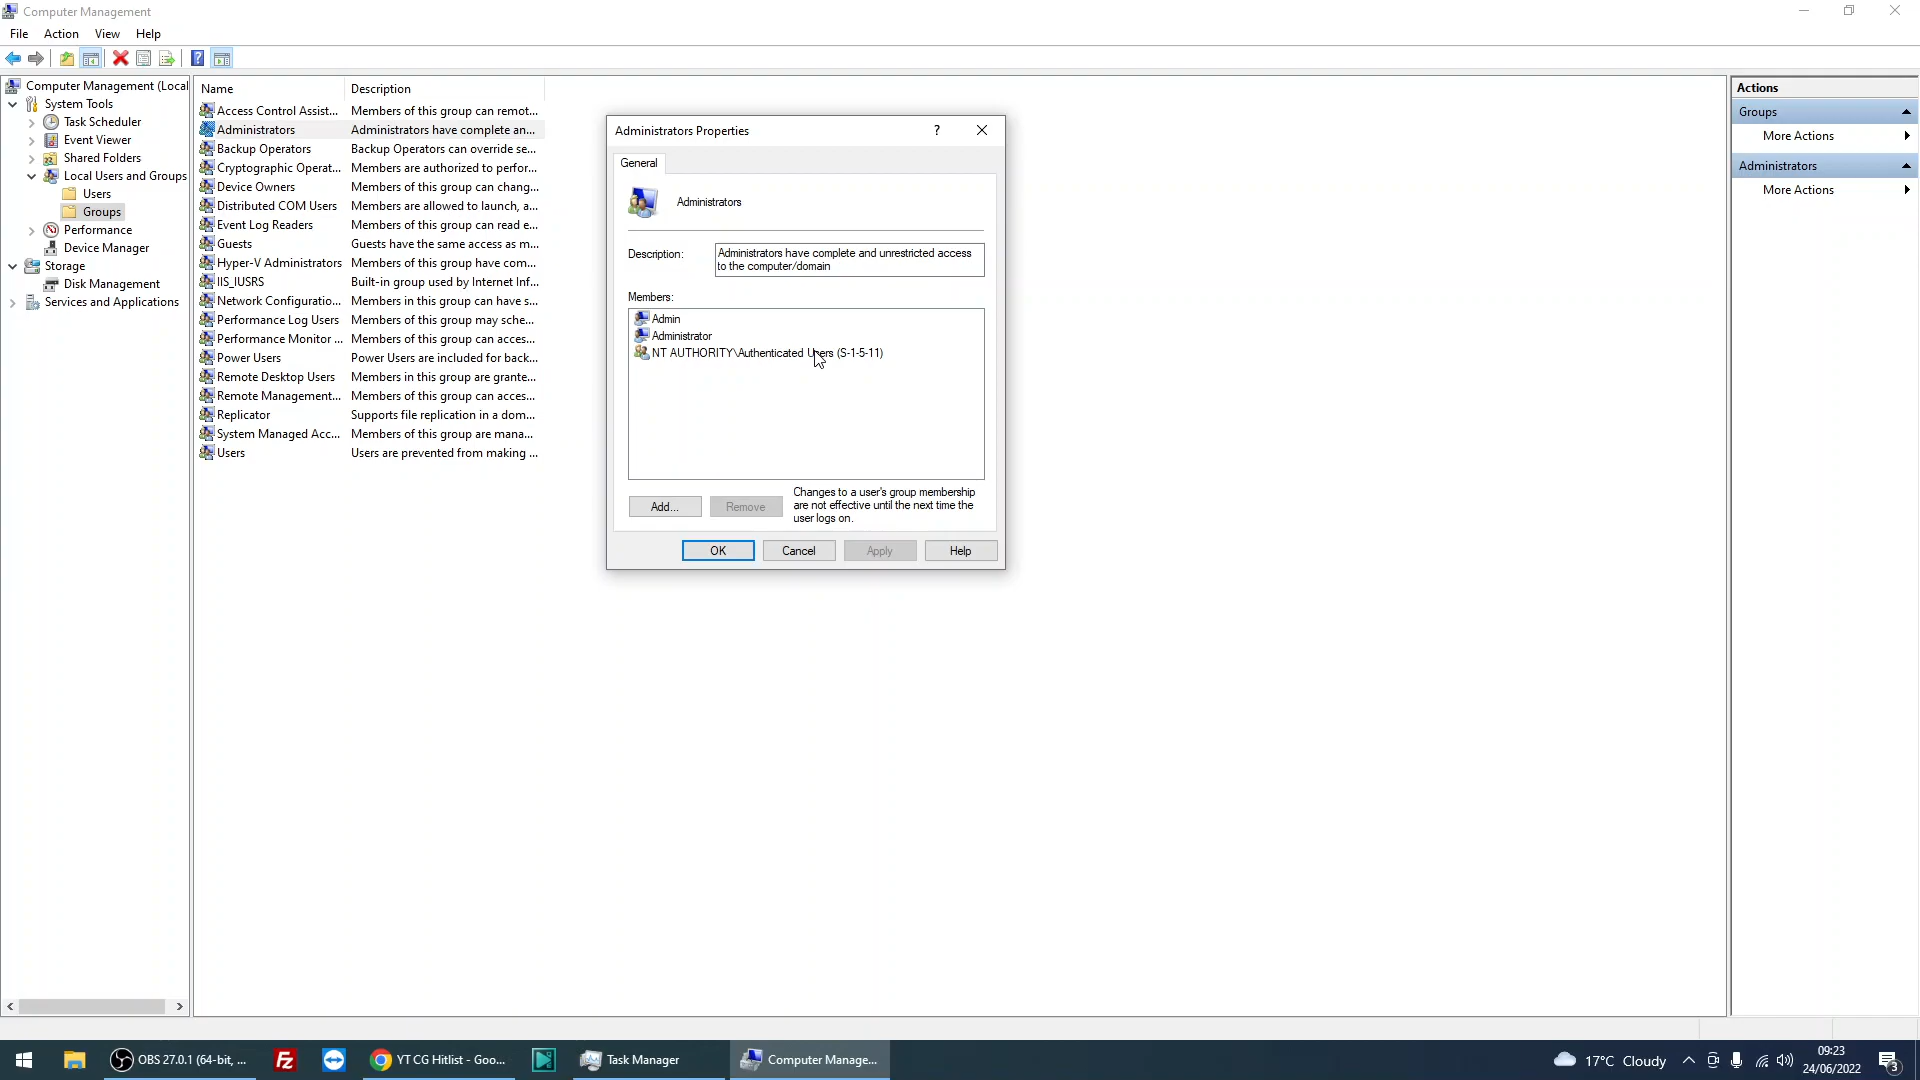 Computer Management
File Action View Help
Computer Management (Local
System Tools
Task Scheduler
Event Viewer
Shared Folders
Local Users and Groups
Users
Groups
Performance
Device Manager
Storage
Disk Management
Services and Applications
Name Description
Access Control Assist... Members of this group can remot...
Administrators Administrators have complete an...
Backup Operators Backup Operators can override se...
Cryptographic Operat... Members are authorized to perfor...
Device Owners Members of this group can chang...
Distributed COM Users Members are allowed to launch, a...
Event Log Readers Members of this group can read e...
Guests Guests have the same access as m...
Hyper-V Administrators Members of this group have com...
IIS_IUSRS Built-in group used by Internet Inf...
Network Configuratio... Members in this group can have s...
Performance Log Users Members of this group may sche...
Performance Monitor ... Members of this group can acces...
Power Users Power Users are included for back...
Remote Desktop Users Members in this group are grante...
Remote Management... Members of this group can acces...
Replicator Supports file replication in a dom...
System Managed Acc... Members of this group are mana...
Users Users are prevented from making ...
Administrators Properties ?
General
Administrators
Description: Administrators have complete and unrestricted access
to the computer/domain
Members:
Admin
Administrator
NT AUTHORITY\Authenticated Users (S-1-5-11)
Add... Remove
Changes to a user's group membership
are not effective until the next time the
user logs on.
OK Cancel Apply Help
Actions
Groups
More Actions
Administrators
More Actions
OBS 27.0.1 (64-bit, ...
YT CG Hitlist - Goo...
Task Manager
Computer Manage...
17°C Cloudy
09:23
24/06/2022
3